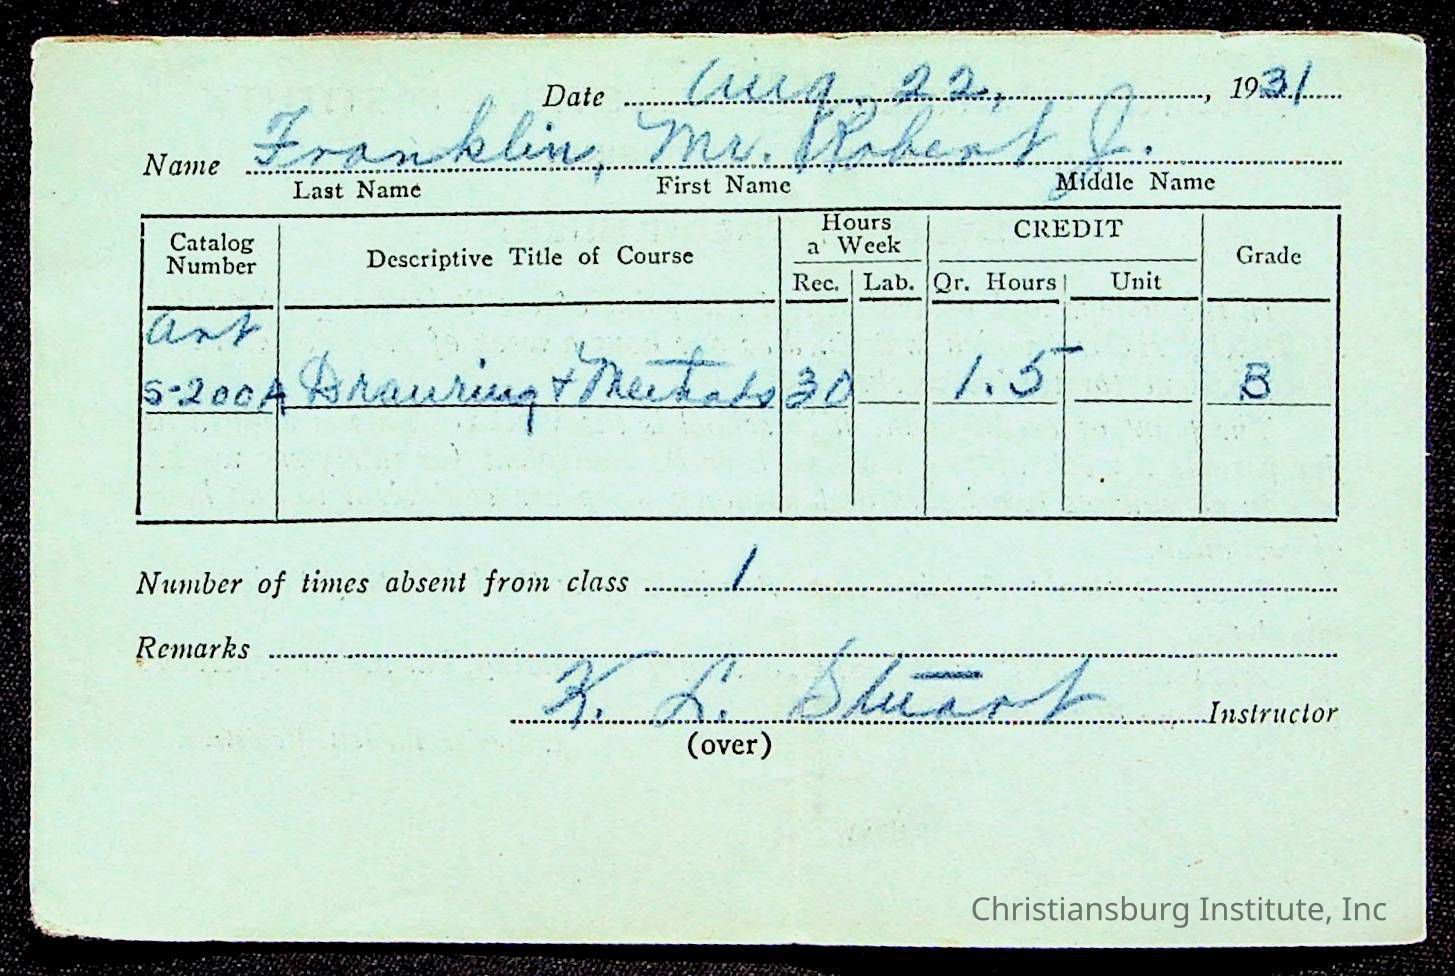 Date Aug. 22, , 1931
Name Franklin, Mr. Robert J.
Last Name First Name Middle Name
Catalog Number Descriptive Title of Course Hours a Week Rec. Lab. CREDIT Qr. Hours Unit Grade
Art
S-200A Drawing & Methods 30 1.5 B
Number of times absent from class 1
Remarks
K. L. Stuart Instructor
(over)
Christiansburg Institute, Inc